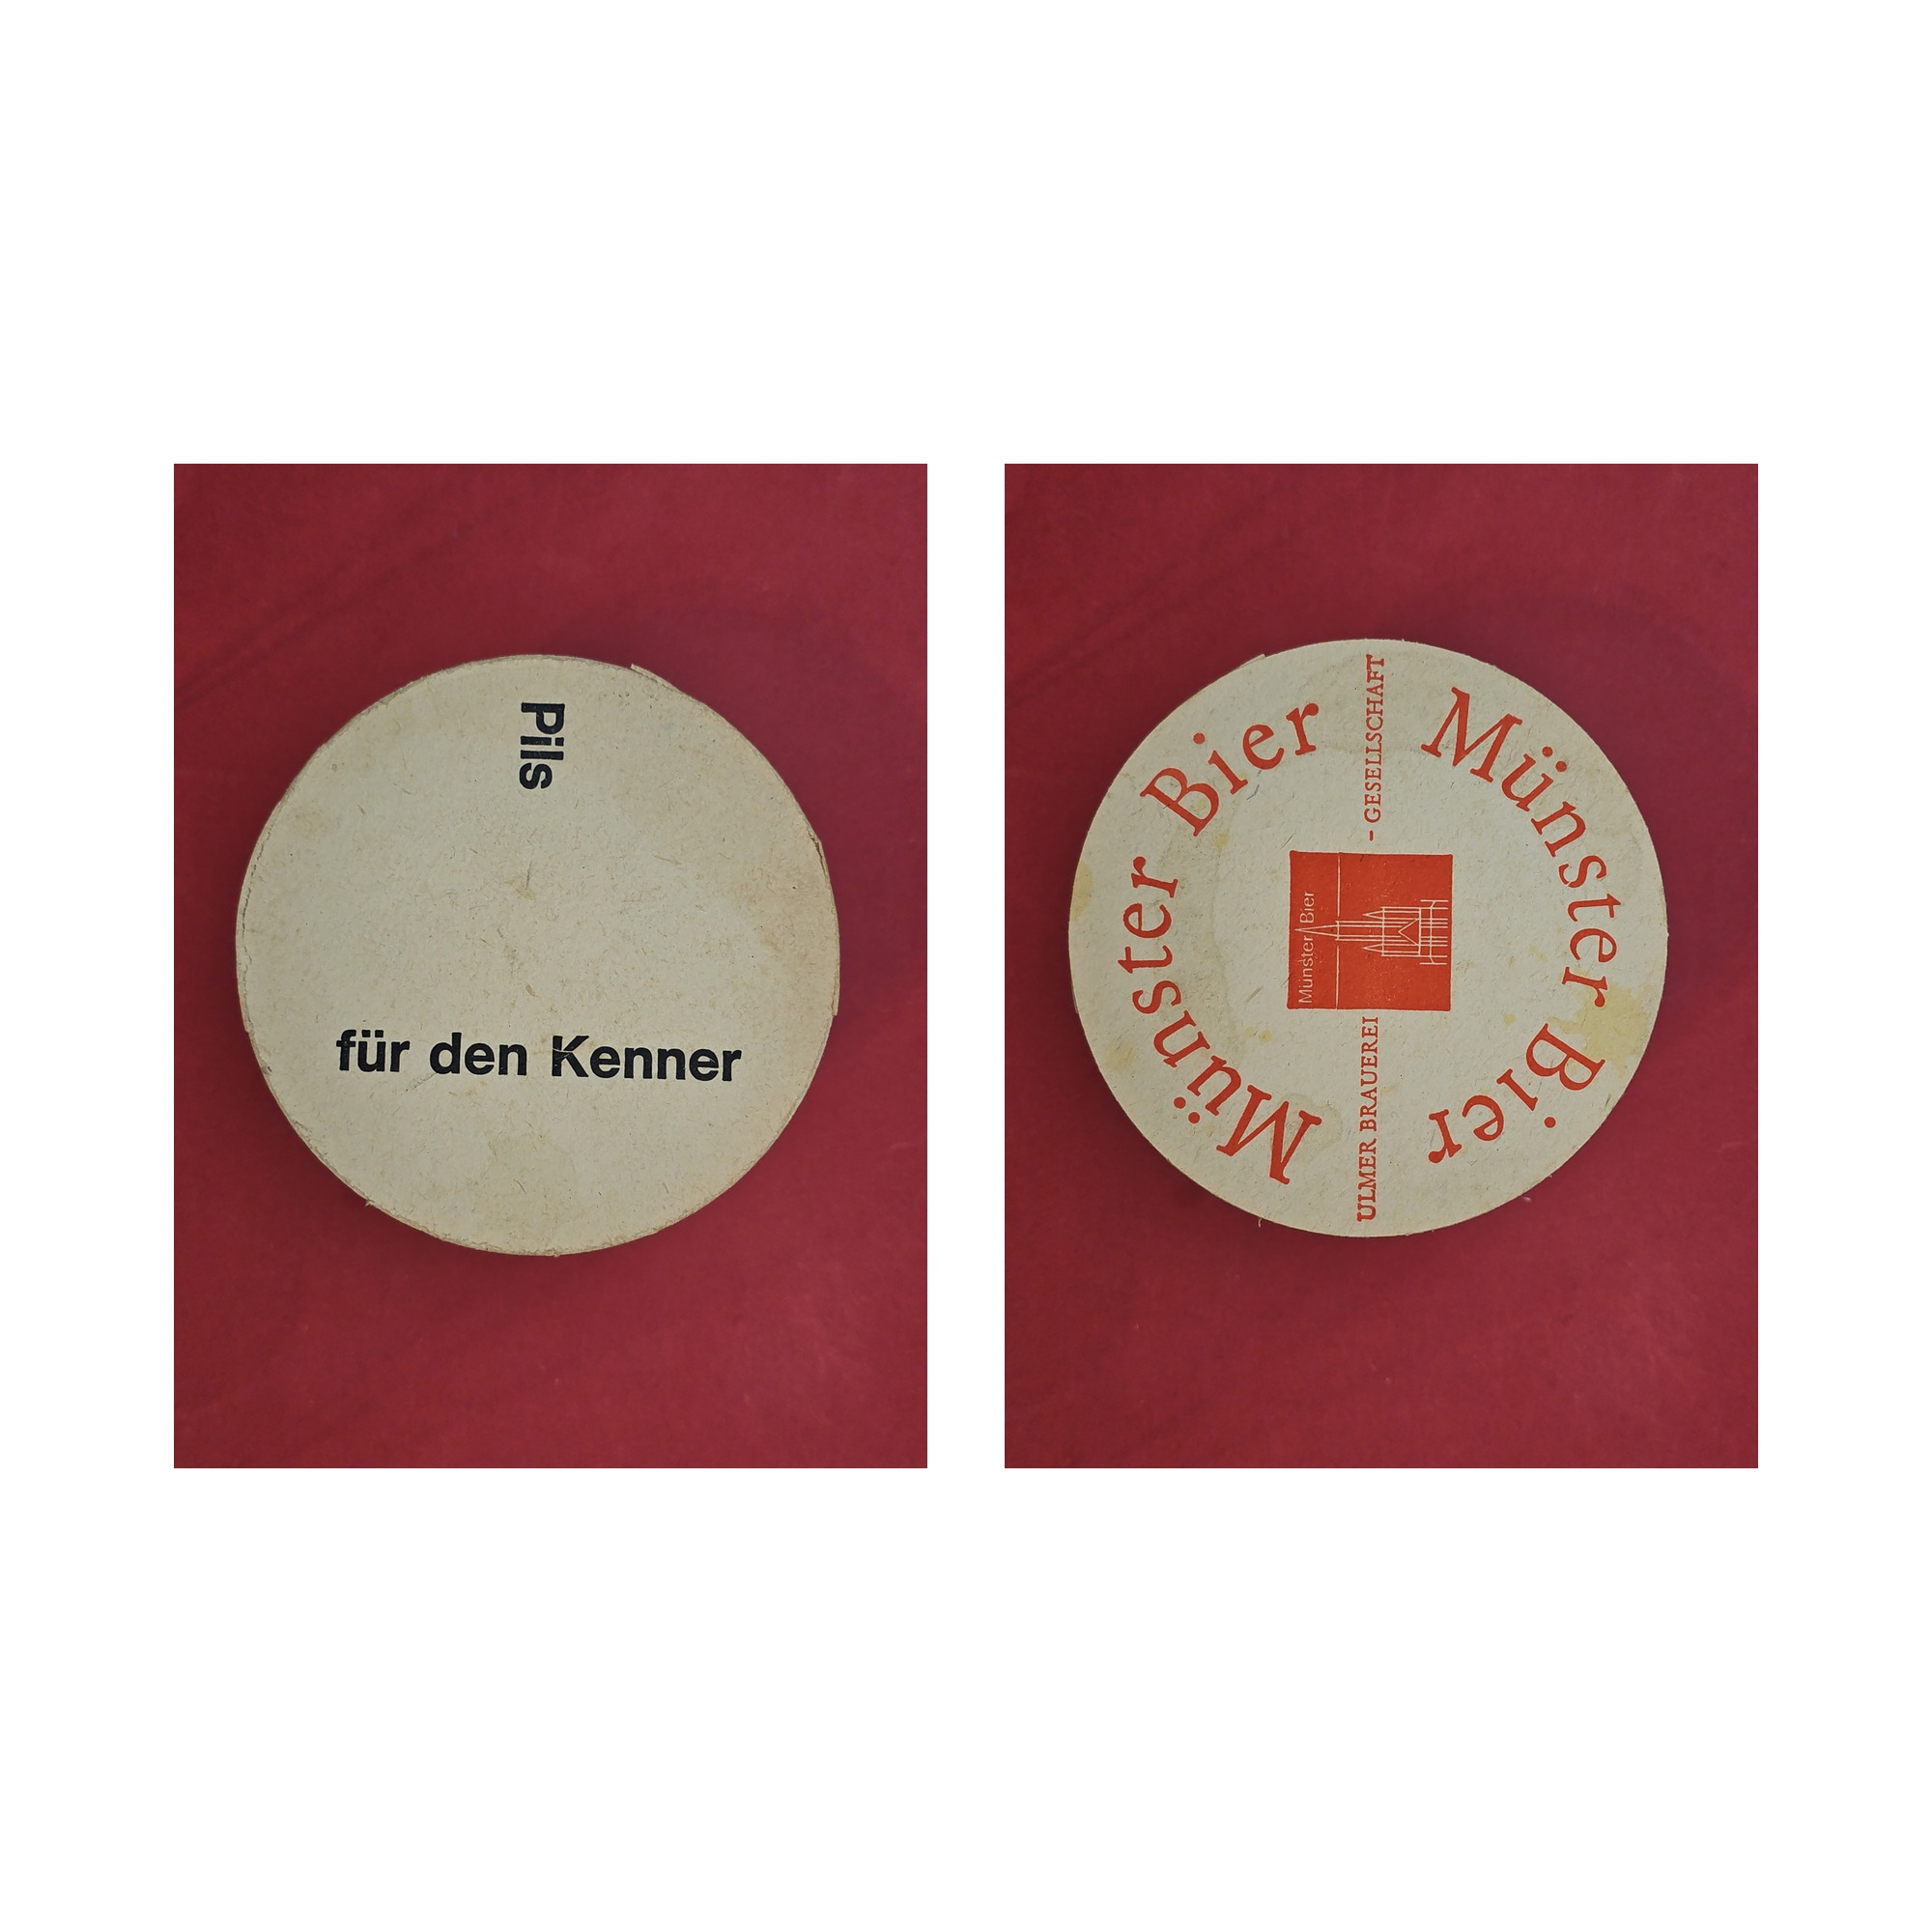 Pils
für den Kenner
Münster Bier
ULMER BRAUEREI - GESELLSCHAFT
Münster Bier
Münster Bier